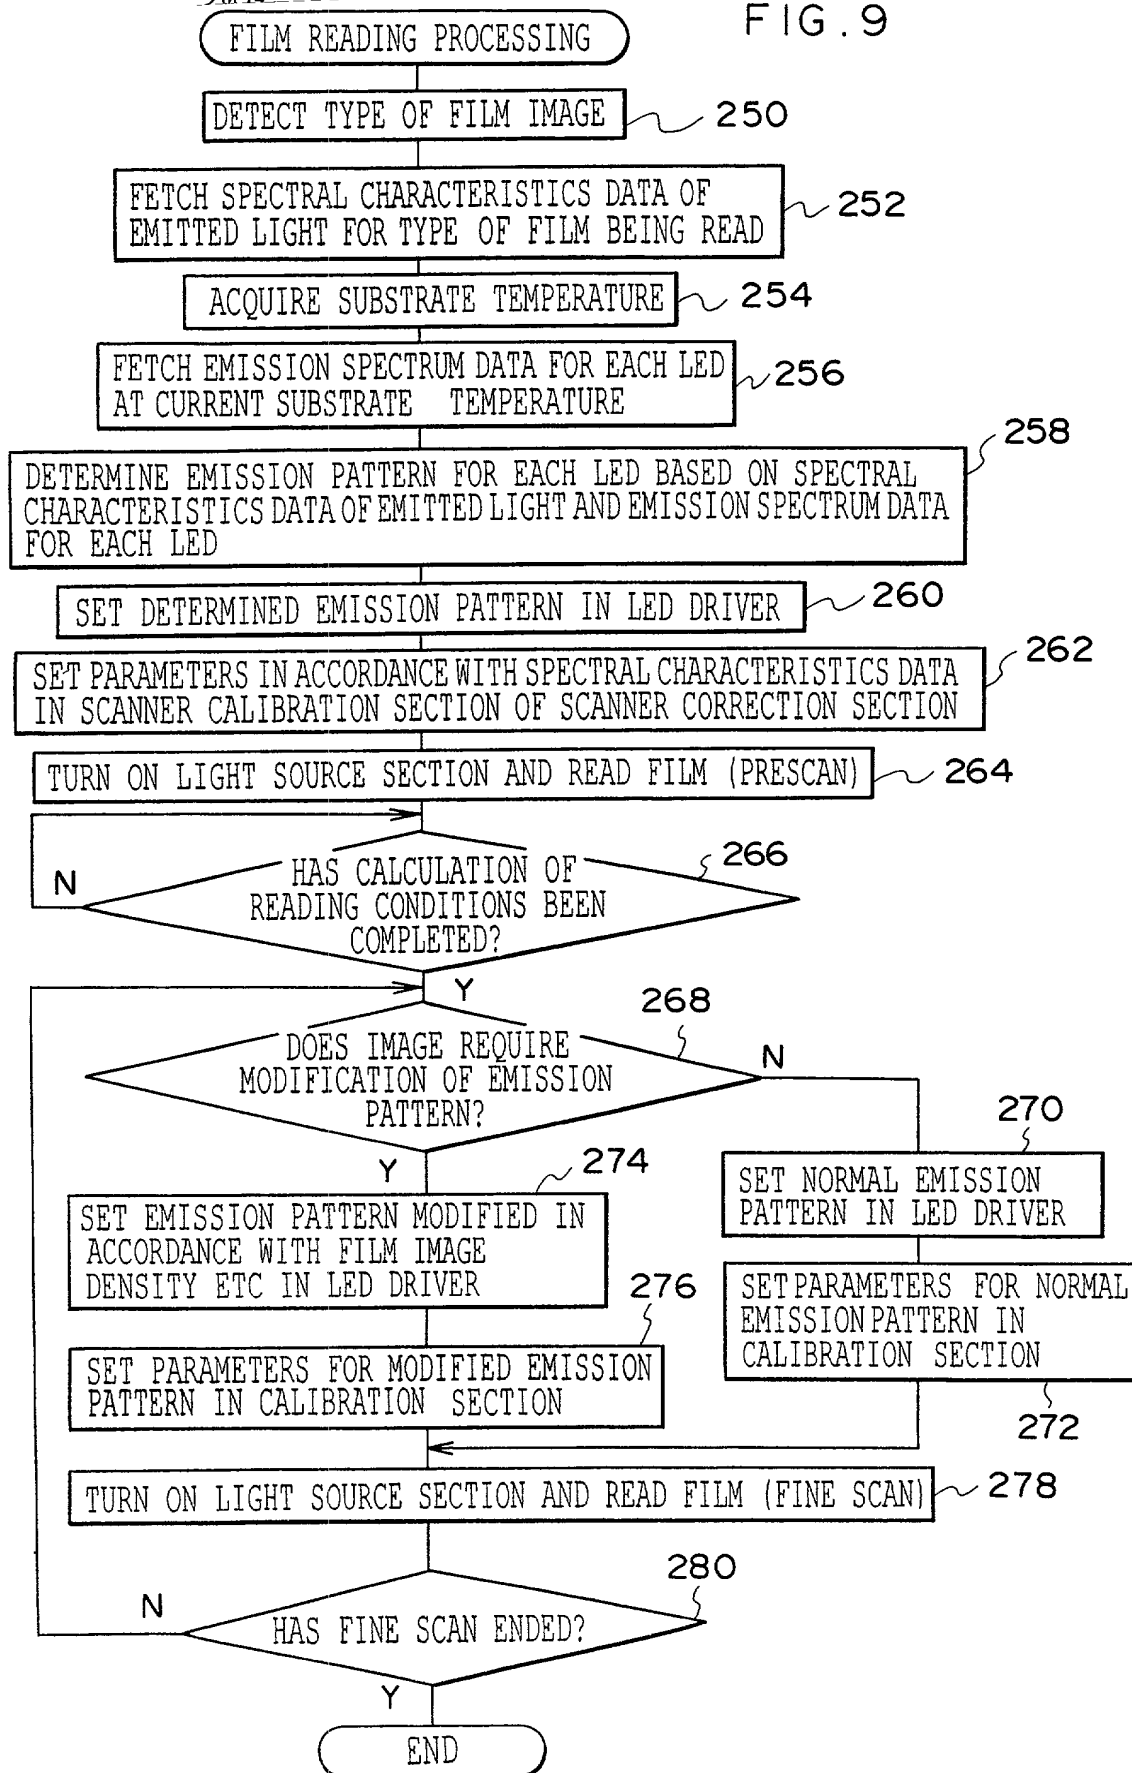 FIG.9
FILM READING PROCESSING
DETECT TYPE OF FILM IMAGE
250
FETCH SPECTRAL CHARACTERISTICS DATA OF
EMITTED LIGHT FOR TYPE OF FILM BEING READ
252
ACQUIRE SUBSTRATE TEMPERATURE
254
FETCH EMISSION SPECTRUM DATA FOR EACH LED
AT CURRENT SUBSTRATE TEMPERATURE
256
258
DETERMINE EMISSION PATTERN FOR EACH LED BASED ON SPECTRAL
CHARACTERISTICS DATA OF EMITTED LIGHT AND EMISSION SPECTRUM DATA
FOR EACH LED
SET DETERMINED EMISSION PATTERN IN LED DRIVER
260
SET PARAMETERS IN ACCORDANCE WITH SPECTRAL CHARACTERISTICS DATA
IN SCANNER CALIBRATION SECTION OF SCANNER CORRECTION SECTION
262
TURN ON LIGHT SOURCE SECTION AND READ FILM (PRESCAN)
264
266
HAS CALCULATION OF
READING CONDITIONS BEEN
COMPLETED?
N
Y
268
DOES IMAGE REQUIRE
MODIFICATION OF EMISSION
PATTERN?
N
Y
270
SET NORMAL EMISSION
PATTERN IN LED DRIVER
274
SET EMISSION PATTERN MODIFIED IN
ACCORDANCE WITH FILM IMAGE
DENSITY ETC IN LED DRIVER
SET PARAMETERS FOR NORMAL
EMISSION PATTERN IN
CALIBRATION SECTION
272
276
SET PARAMETERS FOR MODIFIED EMISSION
PATTERN IN CALIBRATION SECTION
TURN ON LIGHT SOURCE SECTION AND READ FILM (FINE SCAN)
278
280
HAS FINE SCAN ENDED?
N
Y
END